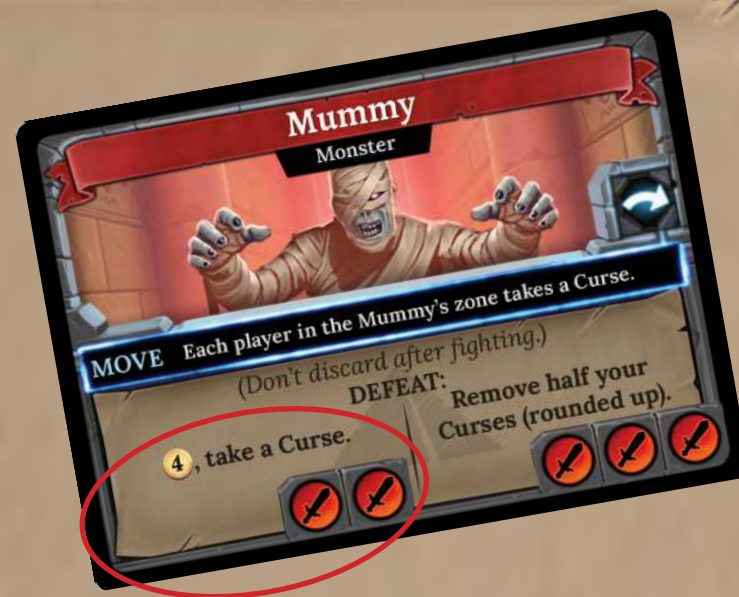 Mummy
Monster
MOVE Each player in the Mummy's zone takes a Curse.
(Don't discard after fighting.)
DEFEAT:
4, take a Curse.
Remove half your
Curses (rounded up).